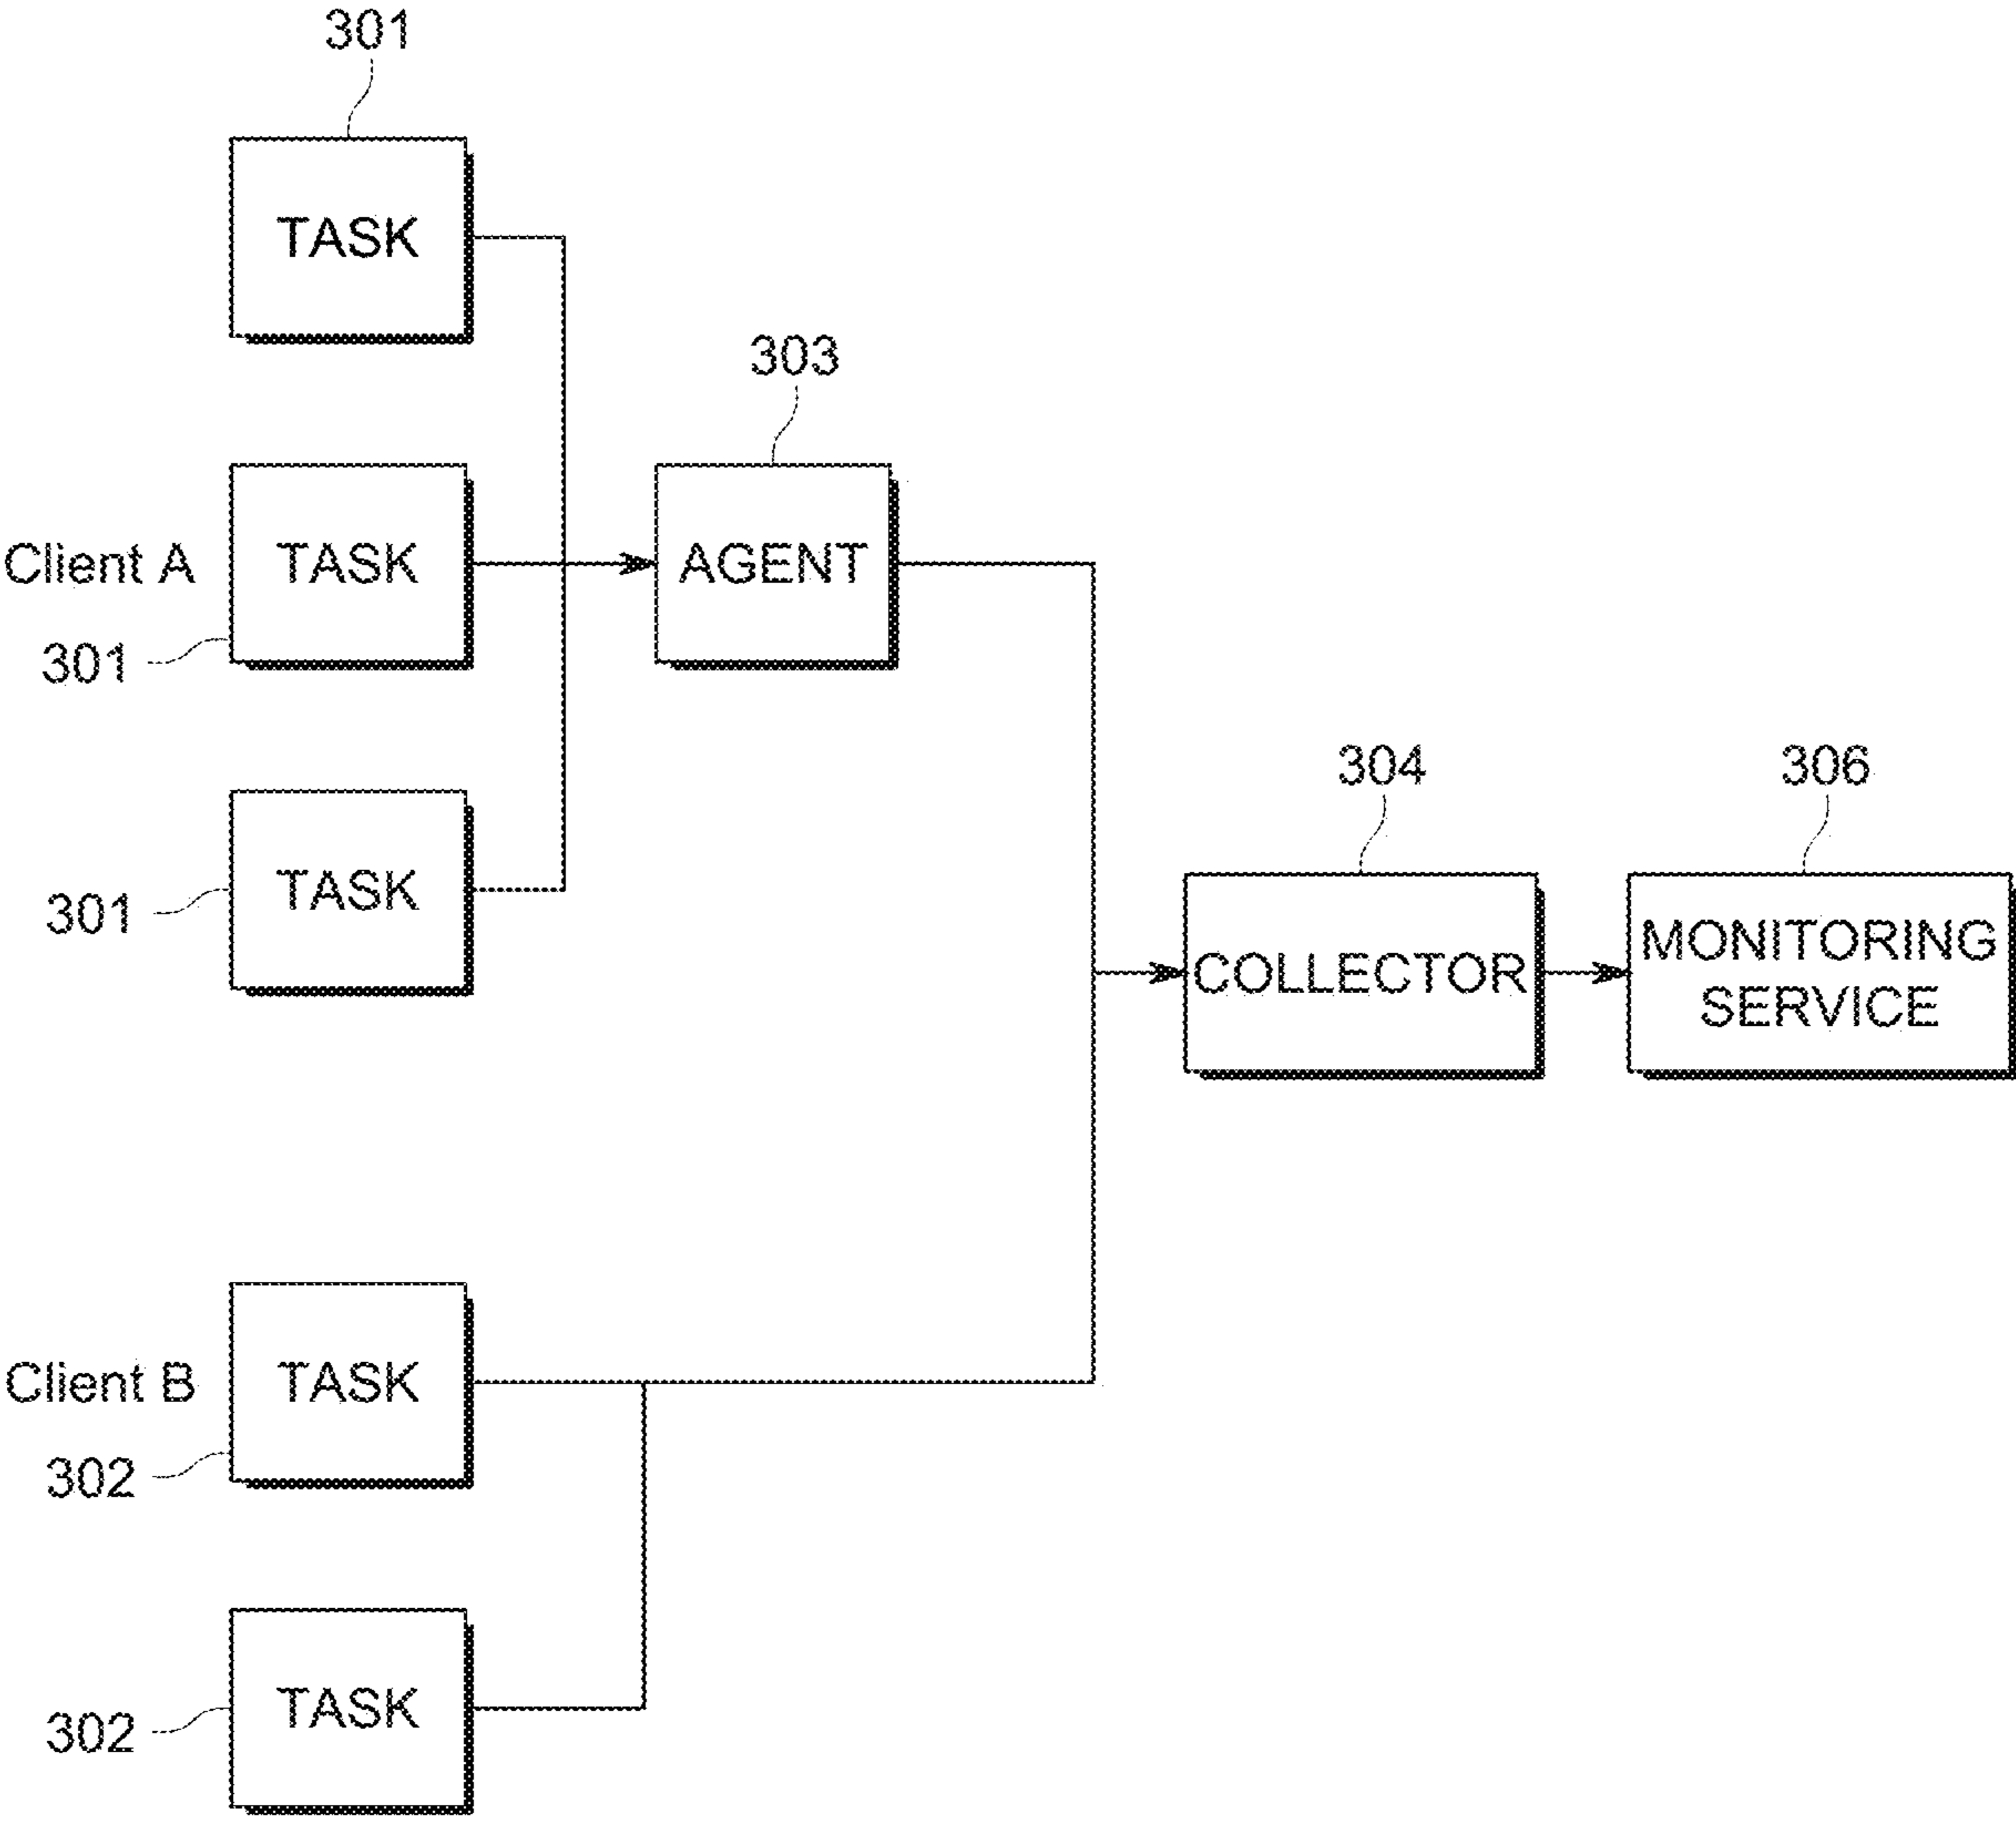 301
TASK
303
Client A
TASK
AGENT
301
304
306
TASK
301
COLLECTOR
MONITORING
SERVICE
Client B
TASK
302
TASK
302